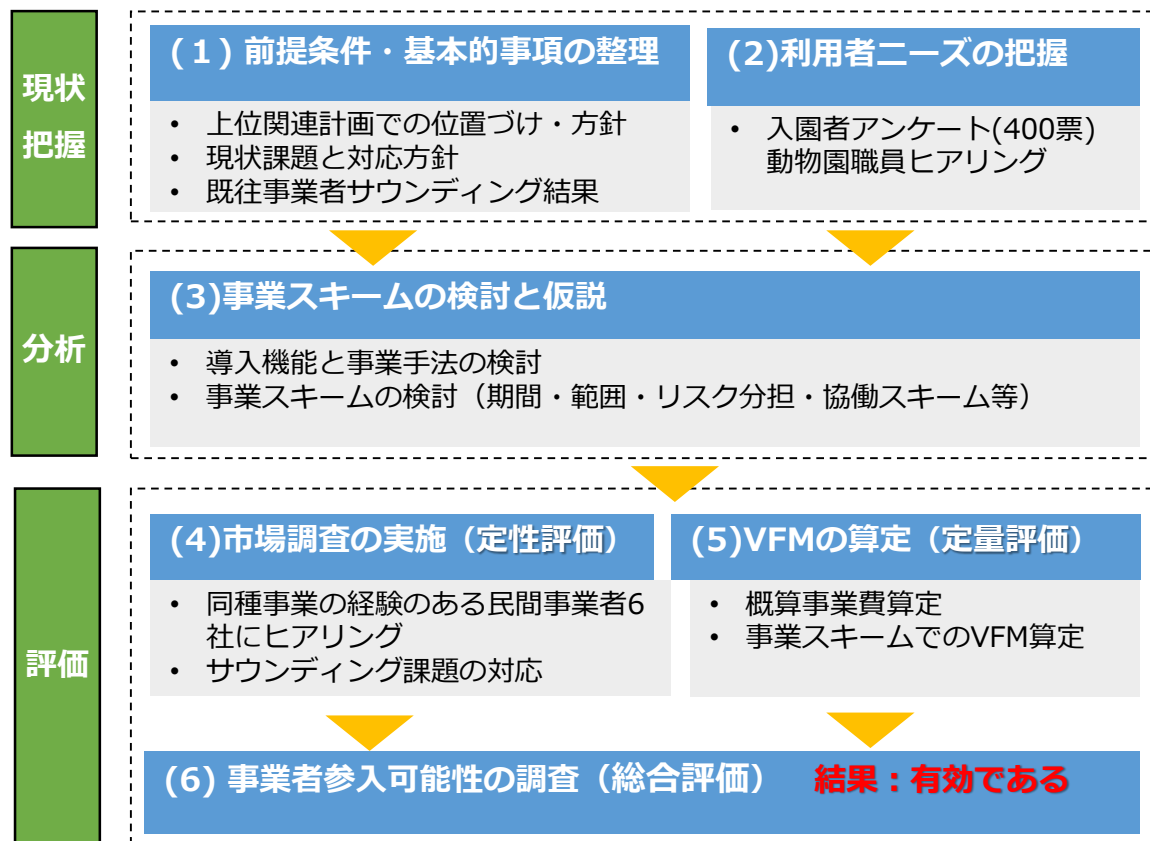 現状
把握
(１) 前提条件・基本的事項の整理
• 上位関連計画での位置づけ・方針
• 現状課題と対応方針
• 既往事業者サウンディング結果
(2)利用者ニーズの把握
• 入園者アンケート(400票)
動物園職員ヒアリング
分析
(3)事業スキームの検討と仮説
• 導入機能と事業手法の検討
• 事業スキームの検討（期間・範囲・リスク分担・協働スキーム等）
評価
(4)市場調査の実施（定性評価）
• 同種事業の経験のある民間事業者6
社にヒアリング
• サウンディング課題の対応
(5)VFMの算定（定量評価）
• 概算事業費算定
• 事業スキームでのVFM算定
(6) 事業者参入可能性の調査（総合評価） 結果：有効である